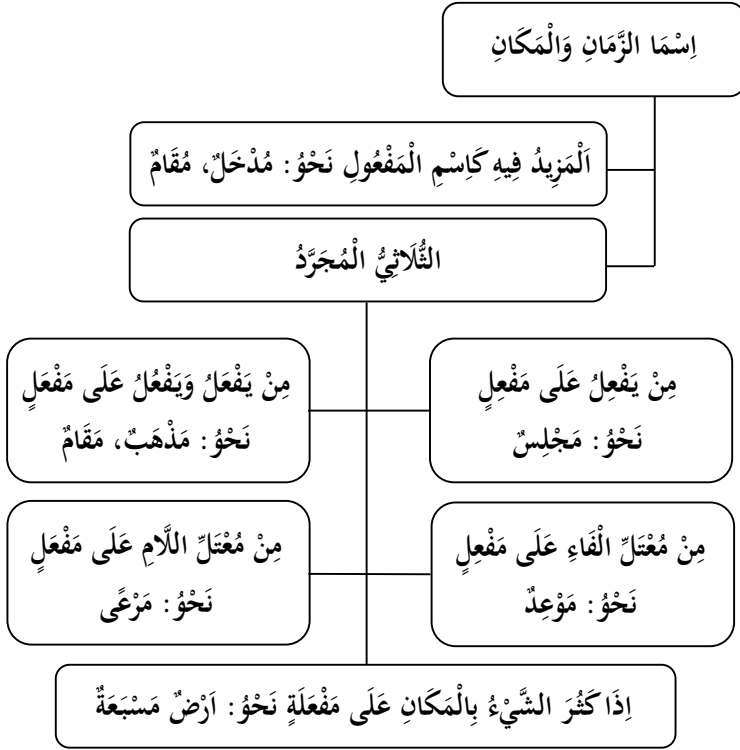 اِسْمَا الزَّمَانِ وَالْمَكَانِ
اَلْمَزِيدُ فِيهِ كَاِسْمِ الْمَفْعُولِ نَحْوُ: مُدْخَلٌ، مُقَامٌ
الثُّلَاثِيُّ الْمُجَرَّدُ
مِنْ يَفْعِلُ عَلَى مَفْعِلٍ
نَحْوُ: مَجْلِسٌ
مِنْ يَفْعَلُ وَيَفْعُلُ عَلَى مَفْعَلٍ
نَحْوُ: مَذْهَبٌ، مَقَامٌ
مِنْ مُعْتَلِّ الْفَاءِ عَلَى مَفْعِلٍ
نَحْوُ: مَوْعِدٌ
مِنْ مُعْتَلِّ اللَّامِ عَلَى مَفْعَلٍ
نَحْوُ: مَرْعًى
اِذَا كَثُرَ الشَّيْءُ بِالْمَكَانِ عَلَى مَفْعَلَةٍ نَحْوُ: اَرْضٌ مَسْبَعَةٌ